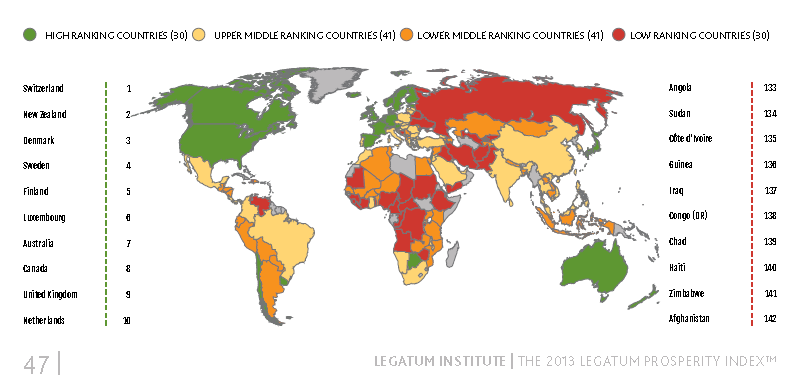 HIGH RANKING COUNTRIES (30) UPPER MIDDLE RANKING COUNTRIES (41) LOWER MIDDLE RANKING COUNTRIES (41) LOW RANKING COUNTRIES (30)
Switzerland 1
New Zealand 2
Denmark 3
Sweden 4
Finland 5
Luxembourg 6
Australia 7
Canada 8
United Kingdom 9
Netherlands 10
Angola 133
Sudan 134
Côte d'Ivoire 135
Guinea 136
Iraq 137
Congo (DR) 138
Chad 139
Haiti 140
Zimbabwe 141
Afghanistan 142
47 | LEGATUM INSTITUTE | THE 2013 LEGATUM PROSPERITY INDEX™